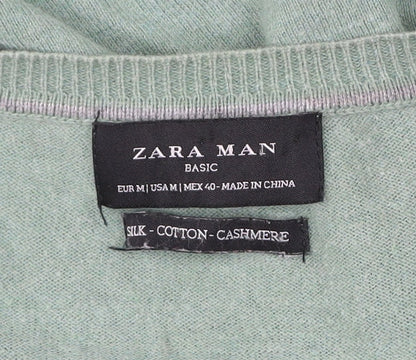 ZARA MAN
BASIC
EUR M | USA M | MEX 40 - MADE IN CHINA
SILK - COTTON - CASHMERE